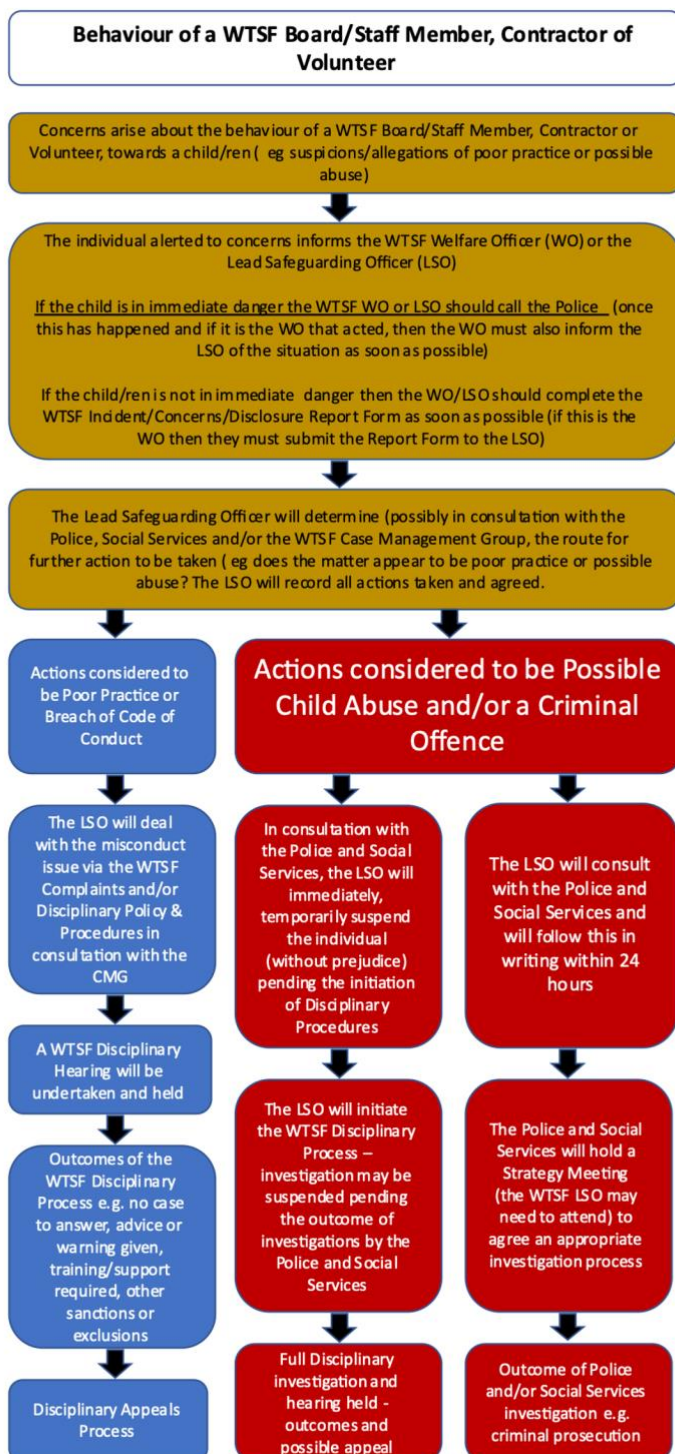 Behaviour of a WTSF Board/Staff Member, Contractor of
Volunteer
Concerns arise about the behaviour of a WTSF Board/Staff Member, Contractor or
Volunteer, towards a child/ren ( eg suspicions/allegations of poor practice or possible
abuse)
The individual alerted to concerns informs the WTSF Welfare Officer (WO) or the
Lead Safeguarding Officer (LSO)
If the child is in immediate danger the WTSF WO or LSO should call the Police (once
this has happened and if it is the WO that acted, then the WO must also inform the
LSO of the situation as soon as possible)
If the child/ren is not in immediate danger then the WO/LSO should complete the
WTSF Incident/Concerns/Disclosure Report Form as soon as possible (if this is the
WO then they must submit the Report Form to the LSO)
The Lead Safeguarding Officer will determine (possibly in consultation with the
Police, Social Services and/or the WTSF Case Management Group, the route for
further action to be taken ( eg does the matter appear to be poor practice or possible
abuse? The LSO will record all actions taken and agreed.
Actions considered to
be Poor Practice or
Breach of Code of
Conduct
The LSO will deal
with the misconduct
issue via the WTSF
Complaints and/or
Disciplinary Policy &
Procedures in
consultation with the
CMG
A WTSF Disciplinary
Hearing will be
undertaken and held
Outcomes of the
WTSF Disciplinary
Process e.g. no case
to answer, advice or
warning given,
training/support
required, other
sanctions or
exclusions
Disciplinary Appeals
Process
Actions considered to be Possible
Child Abuse and/or a Criminal
Offence
In consultation with
the Police and Social
Services, the LSO will
immediately,
temporarily suspend
the individual
(without prejudice)
pending the initiation
of Disciplinary
Procedures
The LSO will initiate
the WTSF Disciplinary
Process –
investigation may be
suspended pending
the outcome of
investigations by the
Police and Social
Services
Full Disciplinary
investigation and
hearing held -
outcomes and
possible appeal
The LSO will consult
with the Police and
Social Services and
will follow this in
writing within 24
hours
The Police and Social
Services will hold a
Strategy Meeting
(the WTSF LSO may
need to attend) to
agree an appropriate
investigation process
Outcome of Police
and/or Social Services
investigation e.g.
criminal prosecution